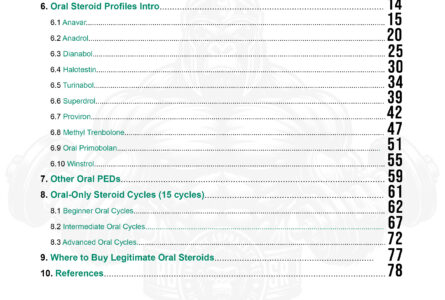 6. Oral Steroid Profiles Intro 14
6.1 Anavar 15
6.2 Anadrol 20
6.3 Dianabol 25
6.4 Halotestin 30
6.5 Turinabol 34
6.6 Superdrol 39
6.7 Proviron 42
6.8 Methyl Trenbolone 47
6.9 Oral Primobolan 51
6.10 Winstrol 55
7. Other Oral PEDs 59
8. Oral-Only Steroid Cycles (15 cycles) 61
8.1 Beginner Oral Cycles 62
8.2 Intermediate Oral Cycles 67
8.3 Advanced Oral Cycles 72
9. Where to Buy Legitimate Oral Steroids 77
10. References 78